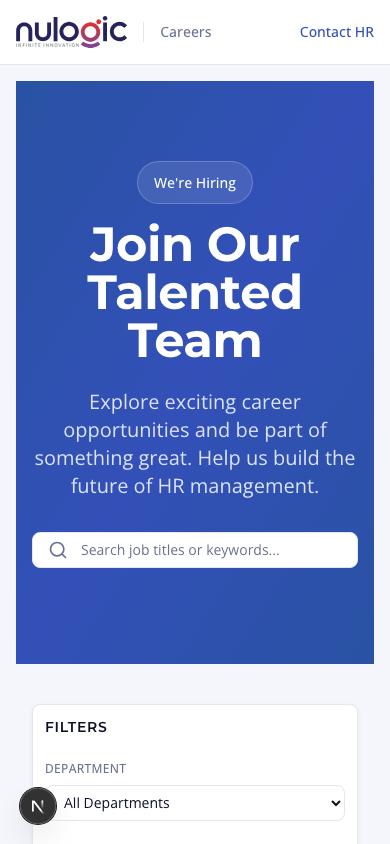 nulogic
INFINITE INNOVATION
Careers
Contact HR
We're Hiring
Join Our
Talented
Team
Explore exciting career
opportunities and be part of
something great. Help us build the
future of HR management.
Search job titles or keywords...
FILTERS
DEPARTMENT
All Departments
N